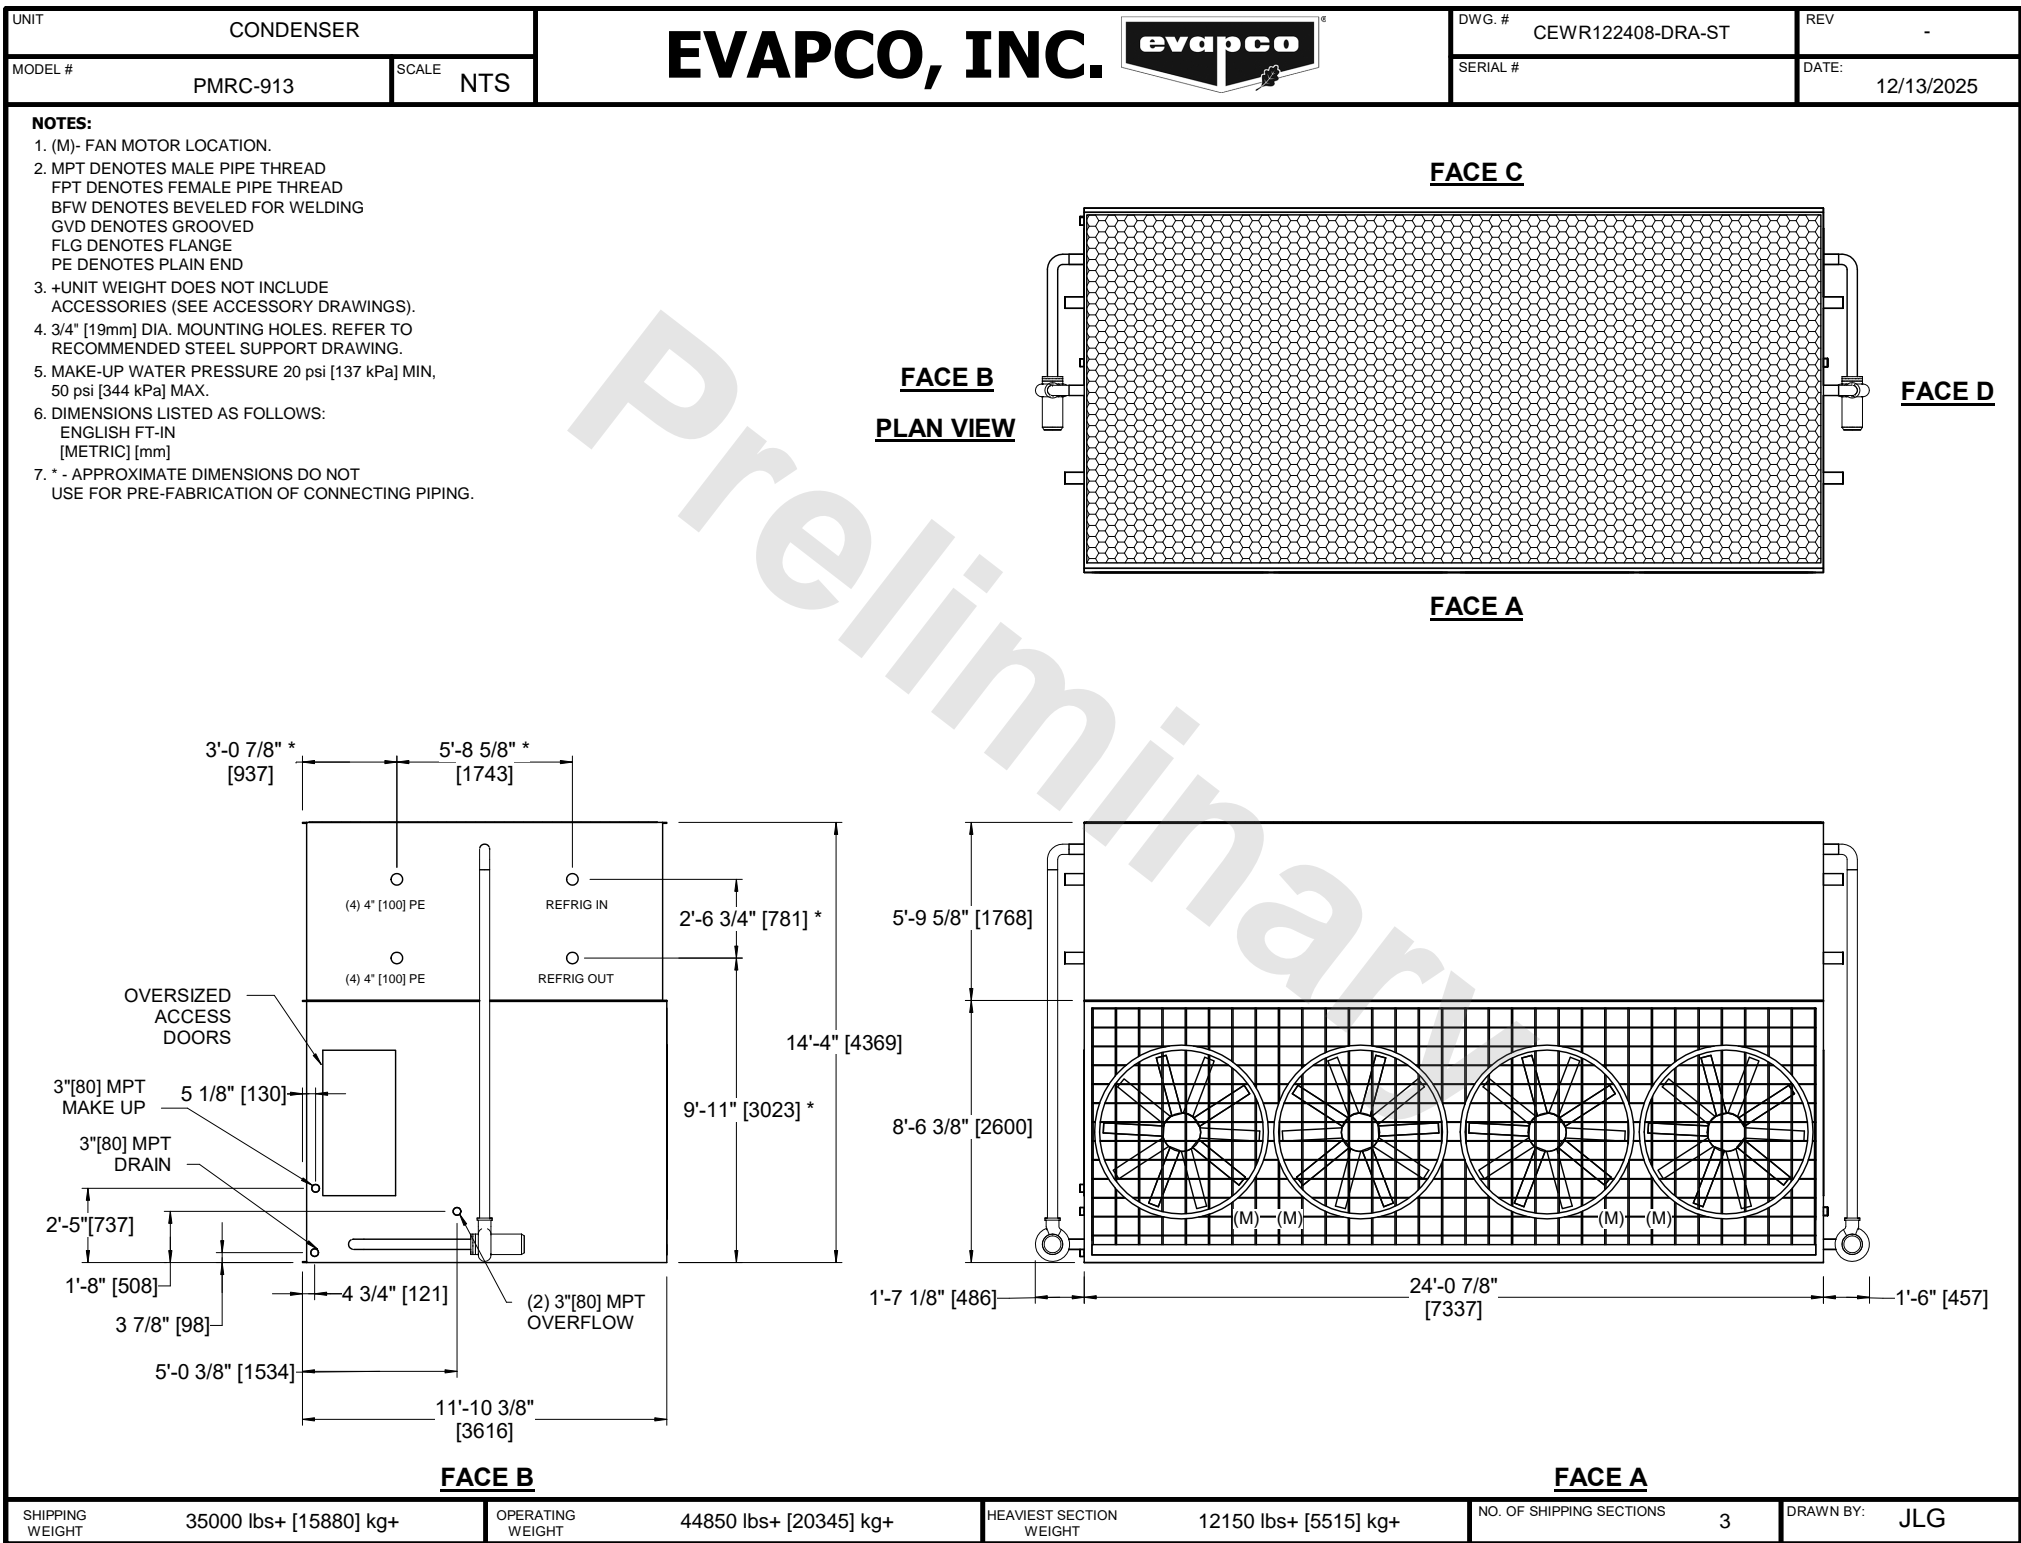 UNIT
CONDENSER
MODEL #
PMRC-913
SCALE
NTS
EVAPCO, INC.
evapco
®
DWG. #
CEWR122408-DRA-ST
REV
-
SERIAL #
DATE:
12/13/2025
NOTES:
1. (M)- FAN MOTOR LOCATION.
2. MPT DENOTES MALE PIPE THREAD
FPT DENOTES FEMALE PIPE THREAD
BFW DENOTES BEVELED FOR WELDING
GVD DENOTES GROOVED
FLG DENOTES FLANGE
PE DENOTES PLAIN END
3. +UNIT WEIGHT DOES NOT INCLUDE
ACCESSORIES (SEE ACCESSORY DRAWINGS).
4. 3/4" [19mm] DIA. MOUNTING HOLES. REFER TO
RECOMMENDED STEEL SUPPORT DRAWING.
5. MAKE-UP WATER PRESSURE 20 psi [137 kPa] MIN,
50 psi [344 kPa] MAX.
6. DIMENSIONS LISTED AS FOLLOWS:
ENGLISH FT-IN
[METRIC] [mm]
7. * - APPROXIMATE DIMENSIONS DO NOT
USE FOR PRE-FABRICATION OF CONNECTING PIPING.
Preliminary
FACE C
FACE B
PLAN VIEW
FACE D
FACE A
3'-0 7/8" *
[937]
5'-8 5/8" *
[1743]
(4) 4" [100] PE
REFRIG IN
(4) 4" [100] PE
REFRIG OUT
2'-6 3/4" [781] *
14'-4" [4369]
9'-11" [3023] *
OVERSIZED
ACCESS
DOORS
3"[80] MPT
MAKE UP
5 1/8" [130]
3"[80] MPT
DRAIN
2'-5"[737]
1'-8" [508]
3 7/8" [98]
4 3/4" [121]
(2) 3"[80] MPT
OVERFLOW
5'-0 3/8" [1534]
11'-10 3/8"
[3616]
FACE B
5'-9 5/8" [1768]
8'-6 3/8" [2600]
(M)
(M)
(M)
(M)
1'-7 1/8" [486]
24'-0 7/8"
[7337]
1'-6" [457]
FACE A
SHIPPING
WEIGHT
35000 lbs+ [15880] kg+
OPERATING
WEIGHT
44850 lbs+ [20345] kg+
HEAVIEST SECTION
WEIGHT
12150 lbs+ [5515] kg+
NO. OF SHIPPING SECTIONS
3
DRAWN BY:
JLG